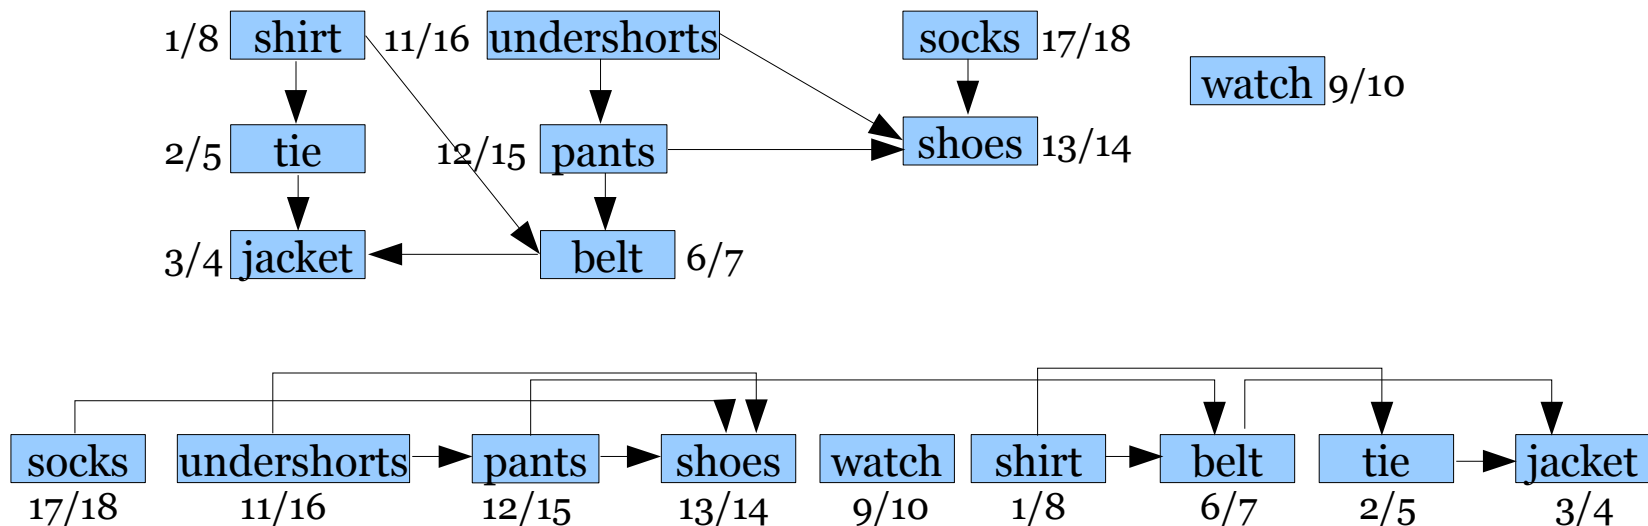 1/8 shirt 11/16 undershorts socks 17/18
watch 9/10
2/5 tie 12/15 pants shoes 13/14
3/4 jacket belt 6/7
socks undershorts pants shoes watch shirt belt tie jacket
17/18 11/16 12/15 13/14 9/10 1/8 6/7 2/5 3/4